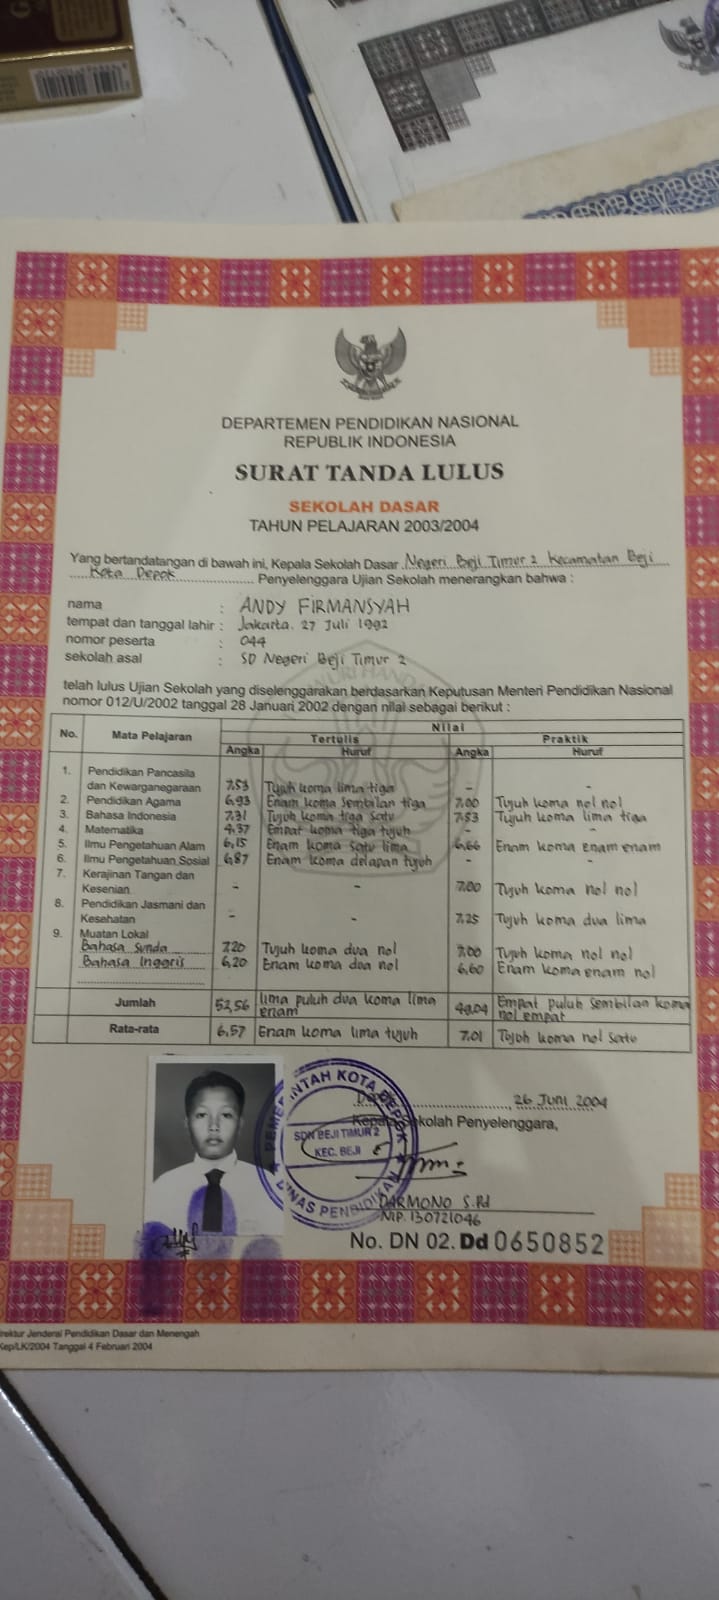 DEPARTEMEN PENDIDIKAN NASIONAL
REPUBLIK INDONESIA
SURAT TANDA LULUS
SEKOLAH DASAR
TAHUN PELAJARAN 2003/2004
Yang bertandatangan di bawah ini, Kepala Sekolah Dasar Negeri Beji Timur 2 Kecamatan Beji
Kota Depok Penyelenggara Ujian Sekolah menerangkan bahwa :
nama : ANDY FIRMANSYAH
tempat dan tanggal lahir : Jakarta. 27 Juli 1992
nomor peserta : 044
sekolah asal : SD Negeri Beji Timur 2
telah lulus Ujian Sekolah yang diselenggarakan berdasarkan Keputusan Menteri Pendidikan Nasional
nomor 012/U/2002 tanggal 28 Januari 2002 dengan nilai sebagai berikut :
No. Mata Pelajaran Nilai
Tertulis Praktik
Angka Huruf Angka Huruf
1. Pendidikan Pancasila
dan Kewarganegaraan 7,53 Tujuh koma lima tiga - -
2. Pendidikan Agama 6,93 Enam koma sembilan tiga 7,00 Tujuh koma nol nol
3. Bahasa Indonesia 7,31 Tujuh koma tiga satu 7,53 Tujuh koma lima tiga
4. Matematika 4,37 Empat koma tiga tujuh - -
5. Ilmu Pengetahuan Alam 6,15 Enam koma satu lima 6,66 Enam koma enam enam
6. Ilmu Pengetahuan Sosial 6,87 Enam koma delapan tujuh - -
7. Kerajinan Tangan dan
Kesenian - - 7,00 Tujuh koma nol nol
8. Pendidikan Jasmani dan
Kesehatan - - 7,25 Tujuh koma dua lima
9. Muatan Lokal
Bahasa Sunda 7,20 Tujuh koma dua nol 7,00 Tujuh koma nol nol
Bahasa Inggris 6,20 Enam koma dua nol 6,60 Enam koma enam nol
Jumlah 52,56 lima puluh dua koma lima enam 49,04 Empat puluh sembilan koma nol empat
Rata-rata 6,57 Enam koma lima tujuh 7,01 Tujuh koma nol satu
Depok, 26 Juni 2004
Kepala Sekolah Penyelenggara,
PEMERINTAH KOTA DEPOK
SDN BEJI TIMUR 2
KEC. BEJI
DINAS PENDIDIKAN
DARMONO S.Pd
NIP. 130721046
No. DN 02. Dd 0650852
Direktur Jenderal Pendidikan Dasar dan Menengah
Kep/LK/2004 Tanggal 4 Februari 2004